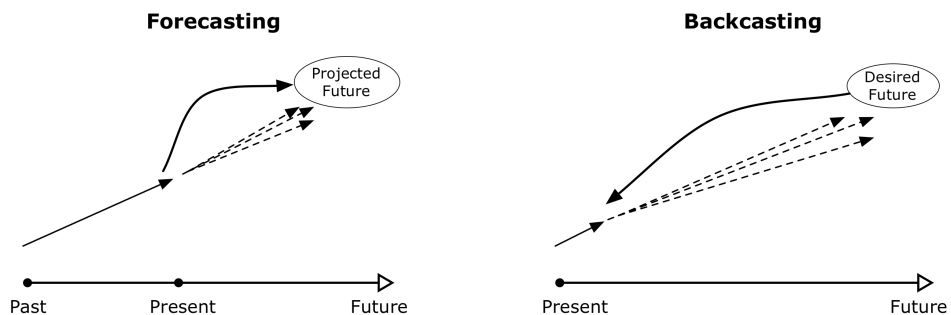 Forecasting
Projected
Future
Past
Present
Future
Backcasting
Desired
Future
Present
Future